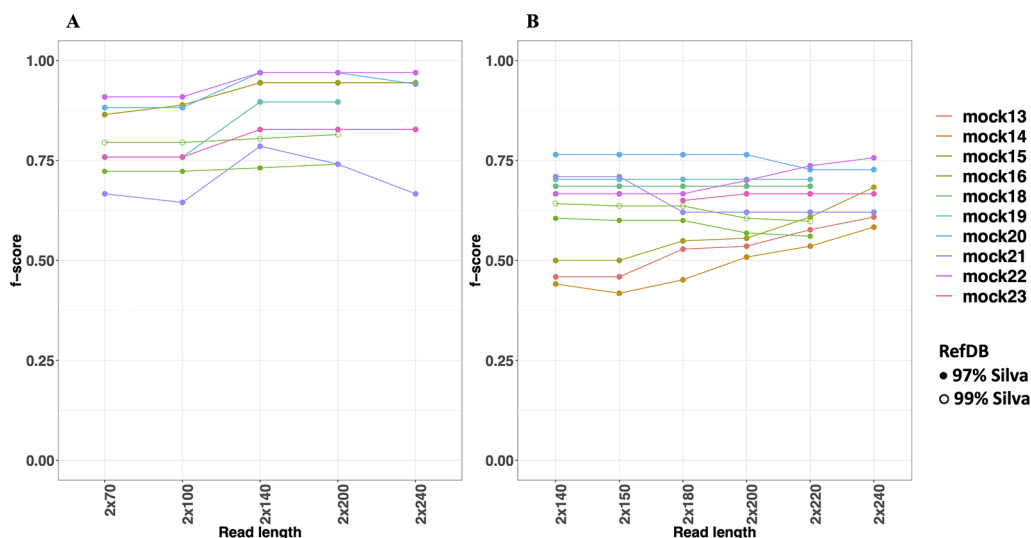 A
1.00
0.75
0.50
0.25
0.00
f-score
2x70
2x100
2x140
2x200
2x240
Read length
B
1.00
0.75
0.50
0.25
0.00
f-score
2x140
2x150
2x180
2x200
2x220
2x240
Read length
mock13
mock14
mock15
mock16
mock18
mock19
mock20
mock21
mock22
mock23
RefDB
97% Silva
99% Silva